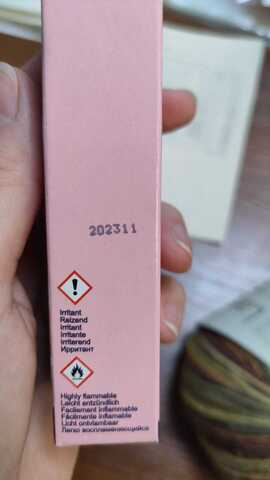 202311
Irritant
Reizend
Irritant
Irritante
Irriterend
Ирритант
Highly flammable
Leicht entzündlich
Facilement inflammable
Fácilmente inflamable
Licht ontvlambaar
Легко воспламеняющийся